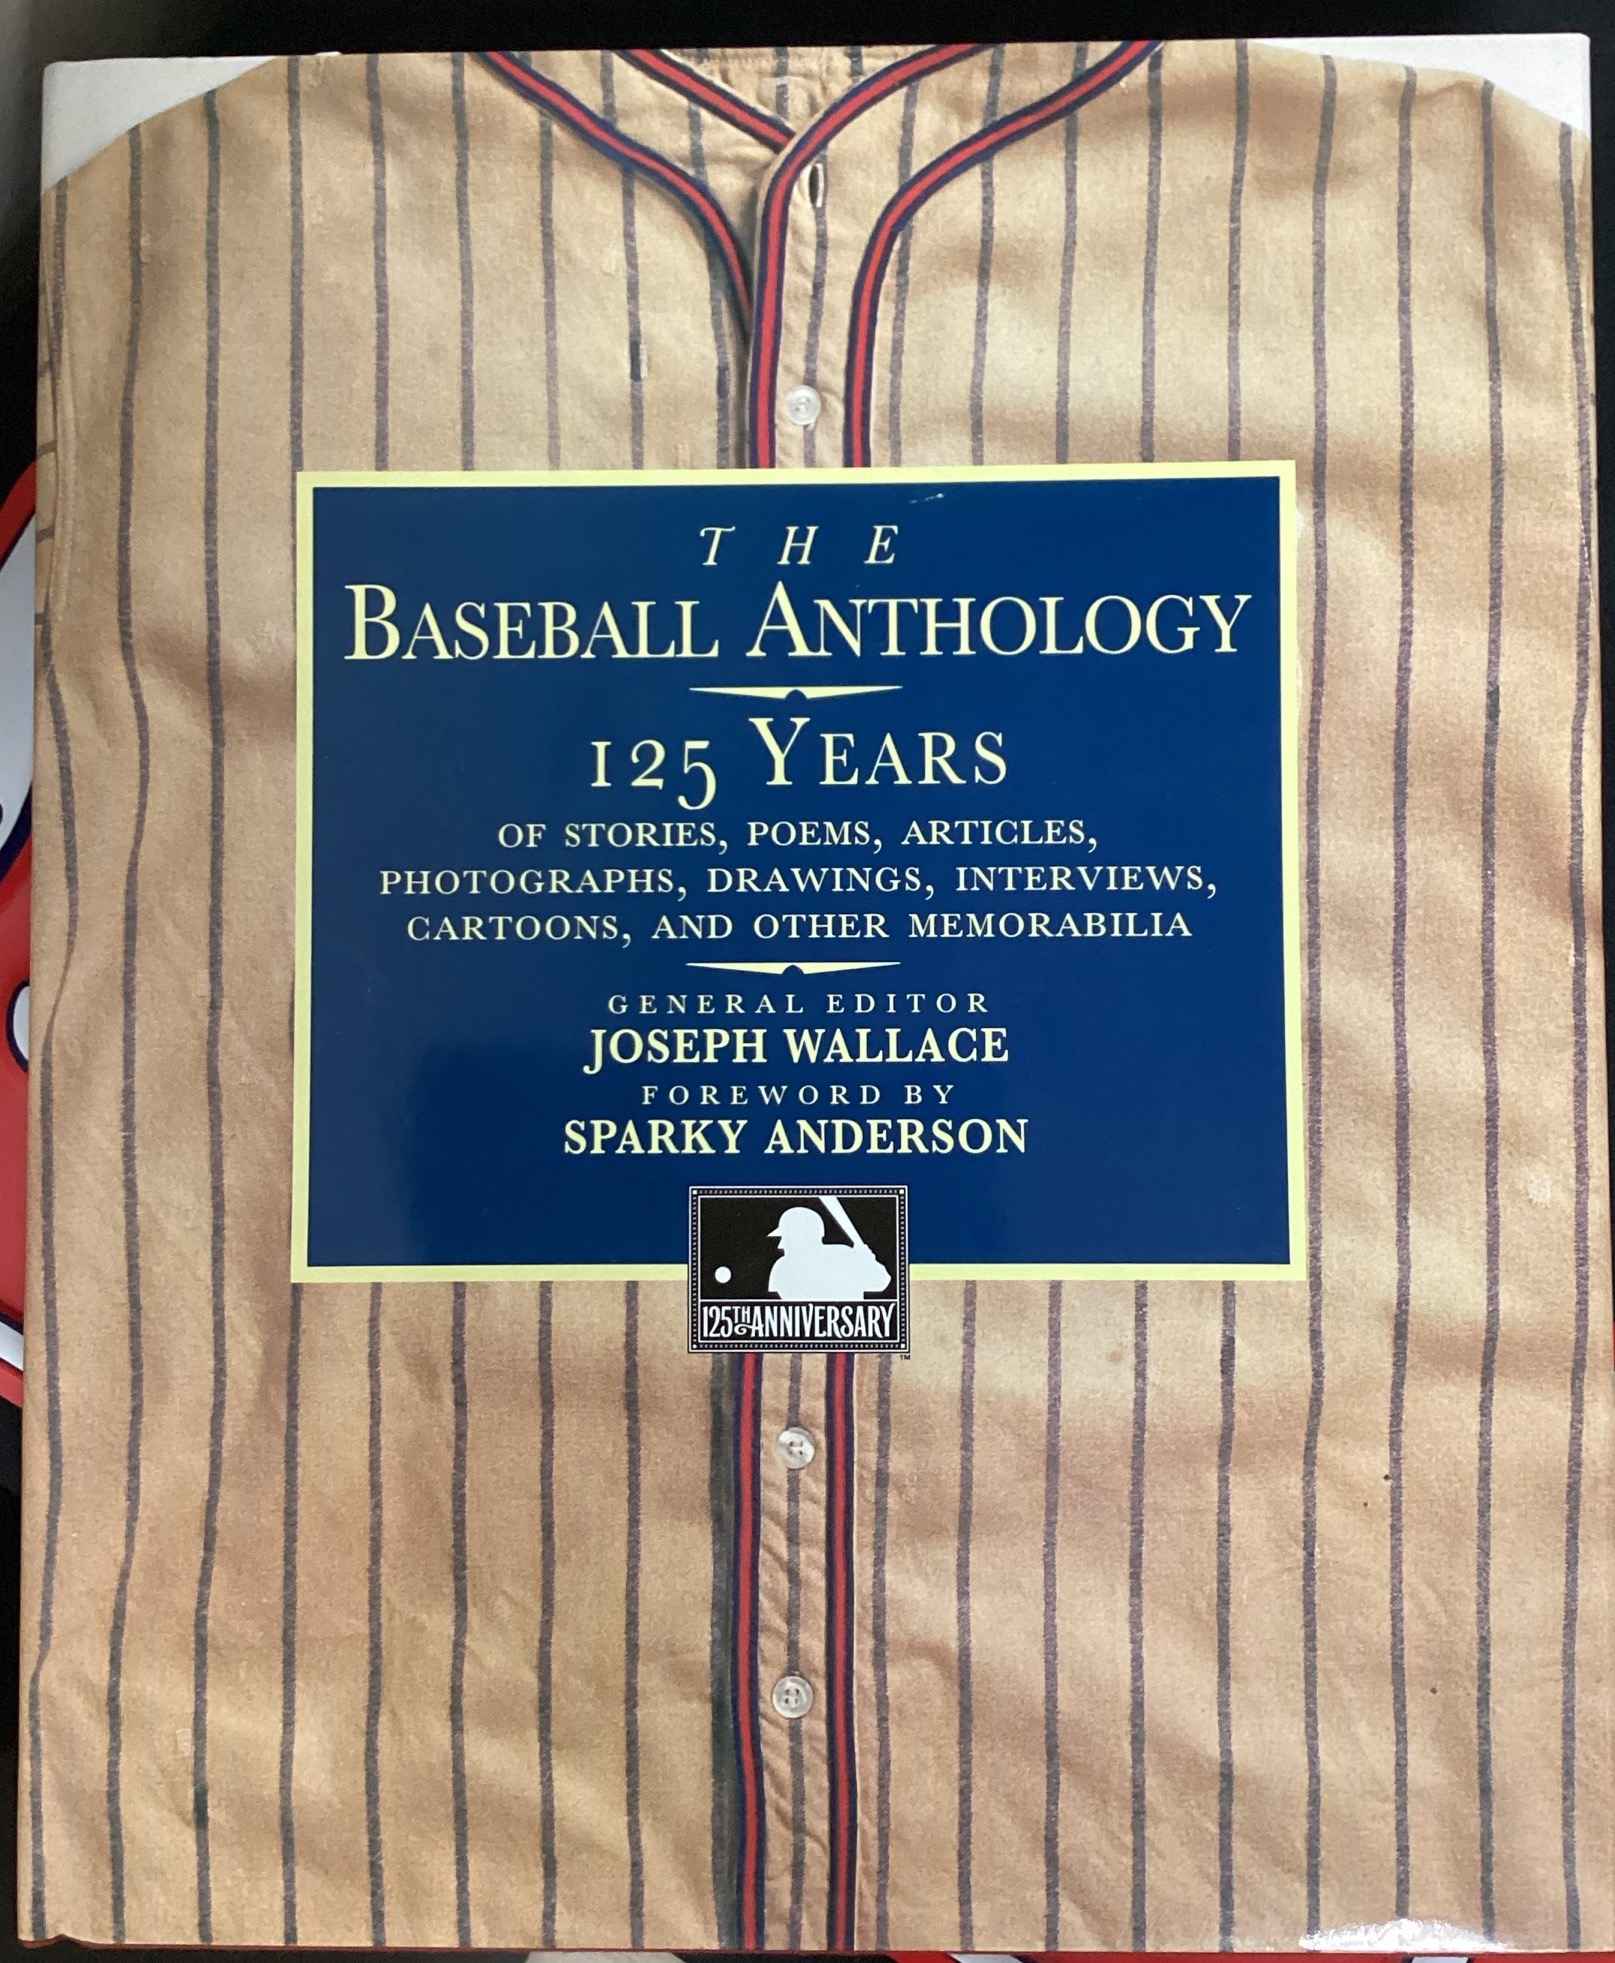 THE
BASEBALL ANTHOLOGY
125 YEARS
OF STORIES, POEMS, ARTICLES,
PHOTOGRAPHS, DRAWINGS, INTERVIEWS,
CARTOONS, AND OTHER MEMORABILIA
GENERAL EDITOR
JOSEPH WALLACE
FOREWORD BY
SPARKY ANDERSON
125TH ANNIVERSARY
TM